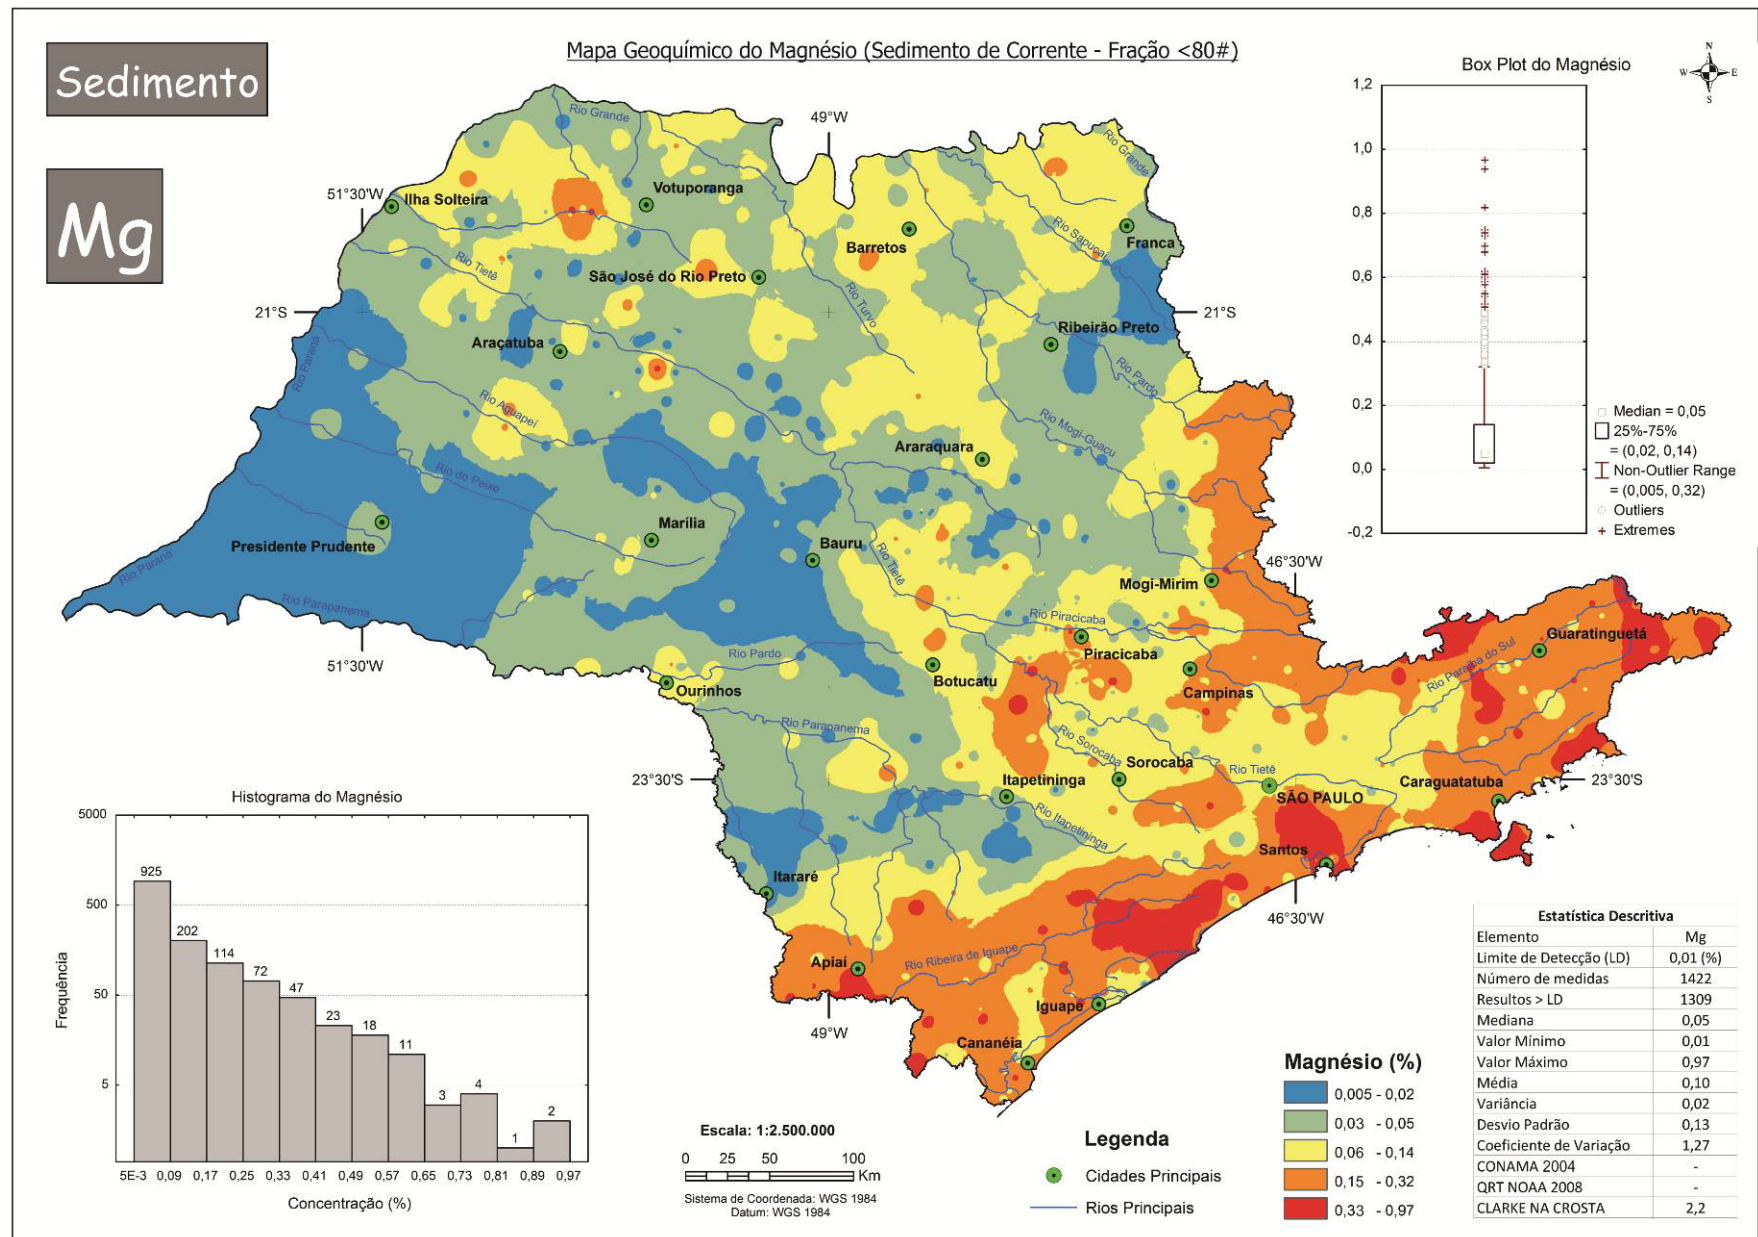 Mapa Geoquímico do Magnésio (Sedimento de Corrente - Fração <80#)
Sedimento
Mg
Box Plot do Magnésio
N
W E
S
1,2
1,0
0,8
0,6
0,4
0,2
0,0
-0,2
Median = 0,05
25%-75%
= (0,02, 0,14)
Non-Outlier Range
= (0,005, 0,32)
Outliers
Extremes
49°W
51°30'W
21°S
21°S
46°30'W
51°30'W
23°30'S
23°30'S
46°30'W
49°W
Rio Grande
Rio Grande
Ilha Solteira
Votuporanga
Barretos
Rio Sapucaí
Franca
Rio Tietê
São José do Rio Preto
Rio Turvo
Ribeirão Preto
Araçatuba
Rio Paraná
Rio Pardo
Rio Aguapeí
Rio Mogi-Guacu
Araraquara
Rio do Peixe
Marília
Presidente Prudente
Bauru
Rio Tietê
Rio Paraná
Mogi-Mirim
Rio Parapanema
Rio Piracicaba
Guaratinguetá
Piracicaba
Rio Pardo
Rio Paraíba do Sul
Botucatu
Campinas
Ourinhos
Rio Parapanema
Rio Sorocaba
Sorocaba
Itapetininga
Rio Tietê
Caraguatatuba
SÃO PAULO
Rio Itapetininga
Santos
Itararé
Rio Ribeira de Iguape
Apiaí
Iguape
Cananéia
Histograma do Magnésio
5000
500
50
5
Frequência
925
202
114
72
47
23
18
11
3
4
1
2
5E-3 0,09 0,17 0,25 0,33 0,41 0,49 0,57 0,65 0,73 0,81 0,89 0,97
Concentração (%)
Escala: 1:2.500.000
0 25 50 100
Km
Sistema de Coordenada: WGS 1984
Datum: WGS 1984
Legenda
Cidades Principais
Rios Principais
Magnésio (%)
0,005 - 0,02
0,03 - 0,05
0,06 - 0,14
0,15 - 0,32
0,33 - 0,97
Estatística Descritiva
Elemento Mg
Limite de Detecção (LD) 0,01 (%)
Número de medidas 1422
Resultos > LD 1309
Mediana 0,05
Valor Mínimo 0,01
Valor Máximo 0,97
Média 0,10
Variância 0,02
Desvio Padrão 0,13
Coeficiente de Variação 1,27
CONAMA 2004 -
QRT NOAA 2008 -
CLARKE NA CROSTA 2,2